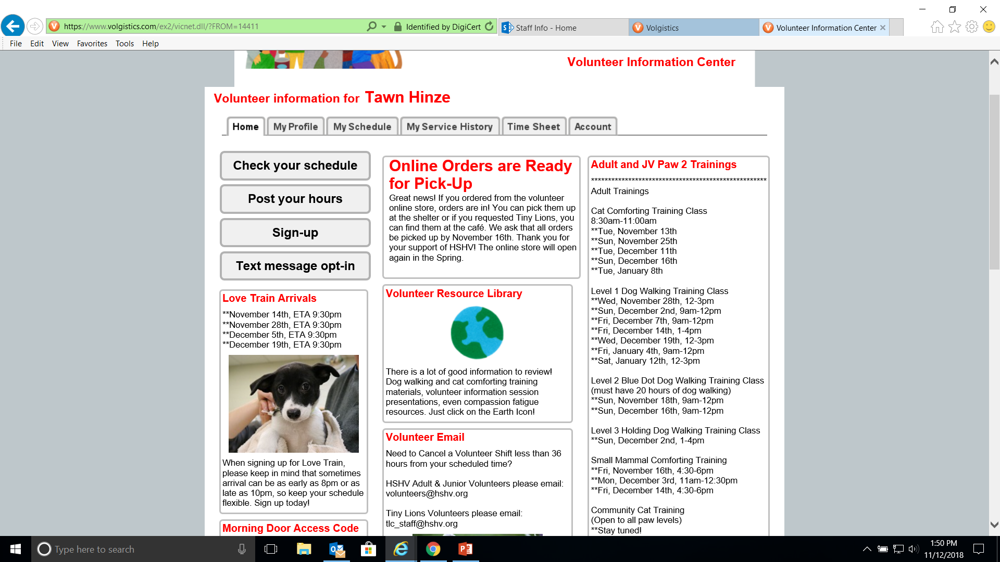 https://www.volgistics.com/ex2/vicnet.dll/?FROM=14411
Identified by DigiCert
Staff Info - Home
Volgistics
Volunteer Information Center
File Edit View Favorites Tools Help
Volunteer Information Center
Volunteer information for Tawn Hinze
Home
My Profile
My Schedule
My Service History
Time Sheet
Account
Check your schedule
Post your hours
Sign-up
Text message opt-in
Love Train Arrivals
**November 14th, ETA 9:30pm
**November 28th, ETA 9:30pm
**December 5th, ETA 9:30pm
**December 19th, ETA 9:30pm
When signing up for Love Train,
please keep in mind that sometimes
arrival can be as early as 8pm or as
late as 10pm, so keep your schedule
flexible. Sign up today!
Morning Door Access Code
Online Orders are Ready
for Pick-Up
Great news! If you ordered from the volunteer
online store, orders are in! You can pick them up
at the shelter or if you requested Tiny Lions, you
can find them at the café. We ask that all orders
be picked up by November 16th. Thank you for
your support of HSHV! The online store will open
again in the Spring.
Volunteer Resource Library
There is a lot of good information to review!
Dog walking and cat comforting training
materials, volunteer information session
presentations, even compassion fatigue
resources. Just click on the Earth Icon!
Volunteer Email
Need to Cancel a Volunteer Shift less than 36
hours from your scheduled time?
HSHV Adult & Junior Volunteers please email:
volunteers@hshv.org
Tiny Lions Volunteers please email:
tlc_staff@hshv.org
Adult and JV Paw 2 Trainings
****************************************************
Adult Trainings
Cat Comforting Training Class
8:30am-11:00am
**Tue, November 13th
**Sun, November 25th
**Tue, December 11th
**Sun, December 16th
**Tue, January 8th
Level 1 Dog Walking Training Class
**Wed, November 28th, 12-3pm
**Sun, December 2nd, 9am-12pm
**Fri, December 7th, 9am-12pm
**Fri, December 14th, 1-4pm
**Wed, December 19th, 12-3pm
**Fri, January 4th, 9am-12pm
**Sat, January 12th, 12-3pm
Level 2 Blue Dot Dog Walking Training Class
(must have 20 hours of dog walking)
**Sun, November 18th, 9am-12pm
**Sun, December 16th, 9am-12pm
Level 3 Holding Dog Walking Training Class
**Sun, December 2nd, 1-4pm
Small Mammal Comforting Training
**Fri, November 16th, 4:30-6pm
**Mon, December 3rd, 11am-12:30pm
**Fri, December 14th, 4:30-6pm
Community Cat Training
(Open to all paw levels)
**Stay tuned!
Type here to search
1:50 PM
11/12/2018